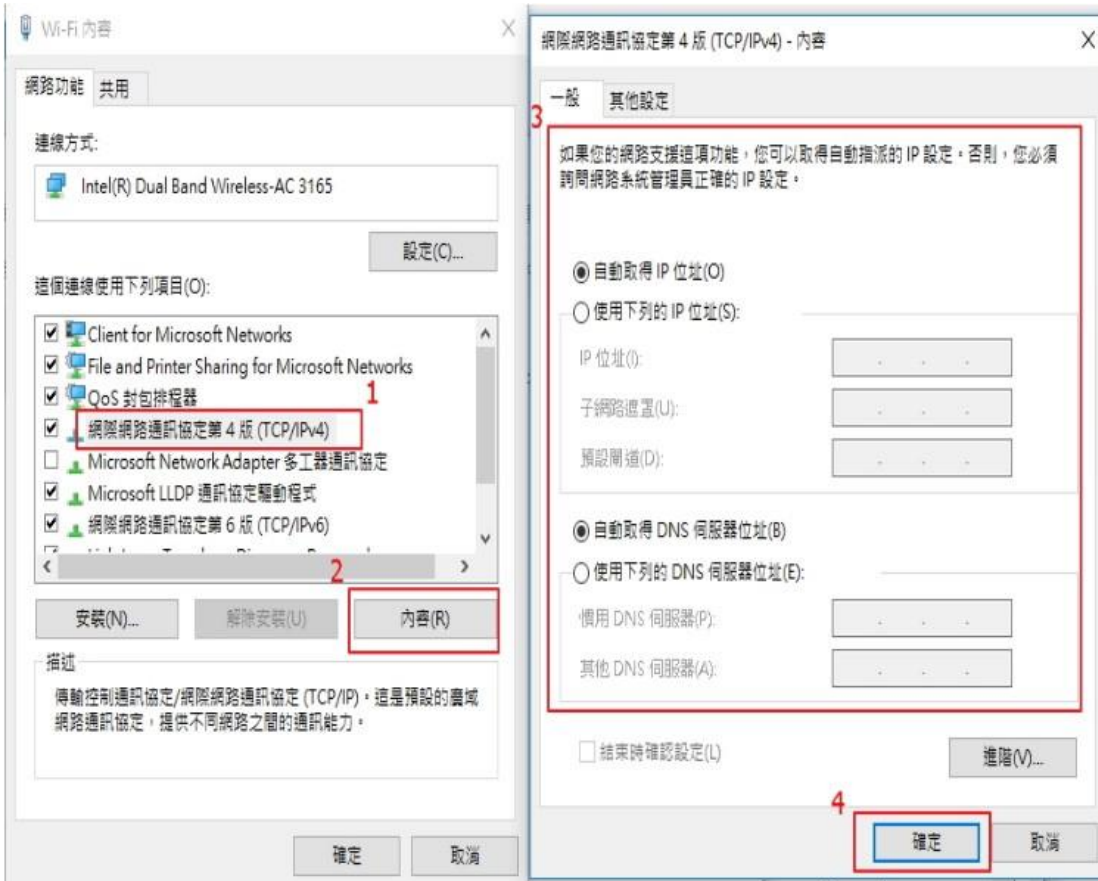 Wi-Fi 內容
網路功能 共用
連線方式:
Intel(R) Dual Band Wireless-AC 3165
設定(C)...
這個連線使用下列項目(O):
Client for Microsoft Networks
File and Printer Sharing for Microsoft Networks
QoS 封包排程器
1
網際網路通訊協定第 4 版 (TCP/IPv4)
Microsoft Network Adapter 多工器通訊協定
Microsoft LLDP 通訊協定驅動程式
網際網路通訊協定第 6 版 (TCP/IPv6)
2
安裝(N)... 解除安裝(U) 內容(R)
描述
傳輸控制通訊協定/網際網路通訊協定 (TCP/IP)。這是預設的廣域
網路通訊協定，提供不同網路之間的通訊能力。
確定 取消
網際網路通訊協定第 4 版 (TCP/IPv4) - 內容
一般 其他設定
3
如果您的網路支援這項功能，您可以取得自動指派的 IP 設定。否則，您必須
詢問網路系統管理員正確的 IP 設定。
自動取得 IP 位址(O)
使用下列的 IP 位址(S):
IP 位址(I):
子網路遮罩(U):
預設閘道(D):
自動取得 DNS 伺服器位址(B)
使用下列的 DNS 伺服器位址(E):
慣用 DNS 伺服器(P):
其他 DNS 伺服器(A):
結束時確認設定(L)
進階(V)...
4
確定 取消